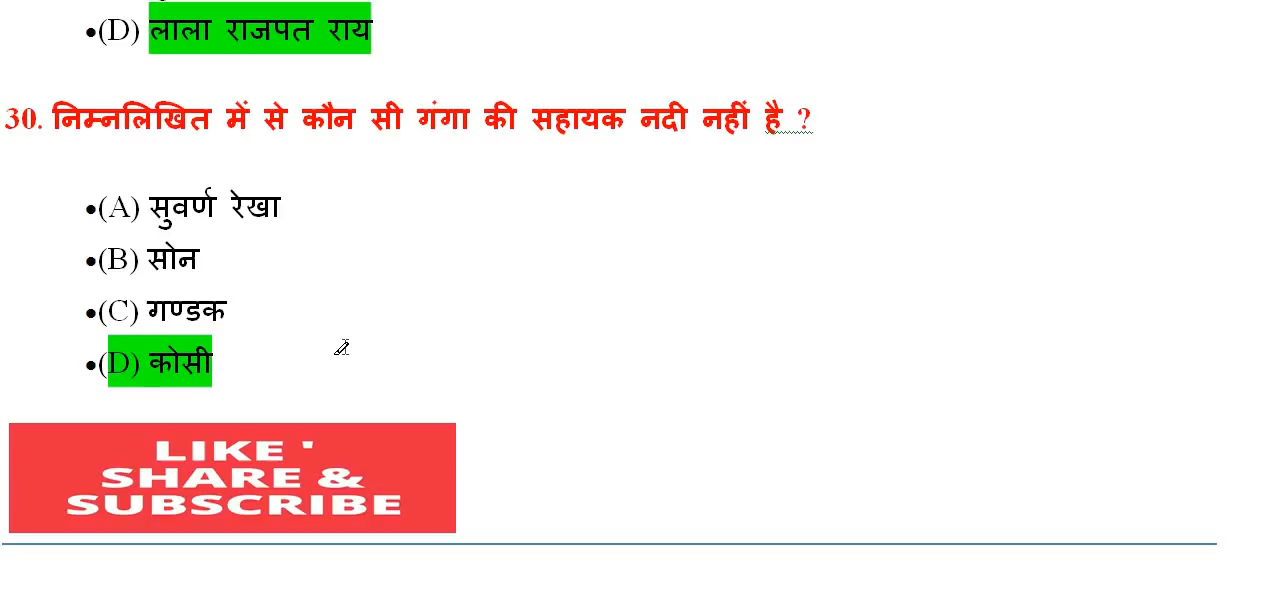 •(D) लाला राजपत राय
30. निम्नलिखित में से कौन सी गंगा की सहायक नदी नहीं है ?
•(A) सुवर्ण रेखा
•(B) सोन
•(C) गण्डक
•(D) कोसी
LIKE '
SHARE &
SUBSCRIBE